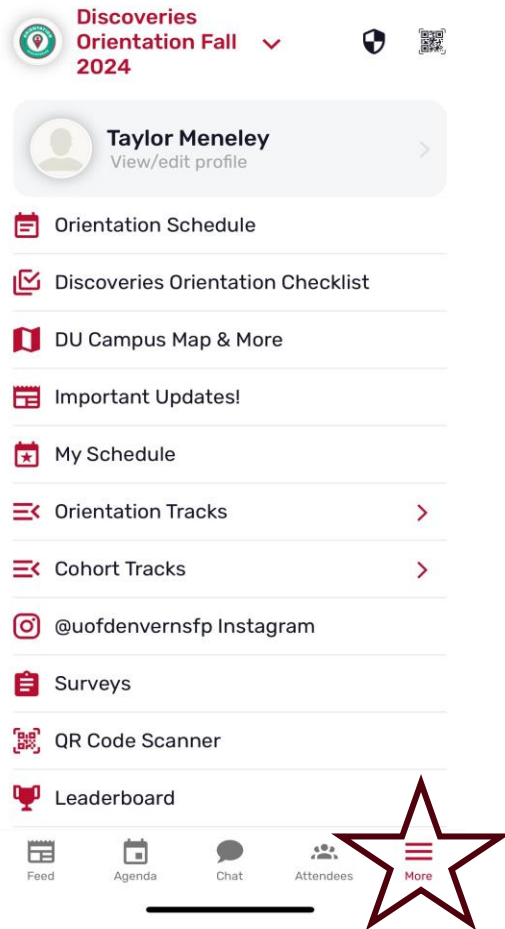 Discoveries
Orientation Fall
2024
Taylor Meneley
View/edit profile
Orientation Schedule
Discoveries Orientation Checklist
DU Campus Map & More
Important Updates!
My Schedule
Orientation Tracks
Cohort Tracks
@uofdenvernsfp Instagram
Surveys
QR Code Scanner
Leaderboard
Feed Agenda Chat Attendees More